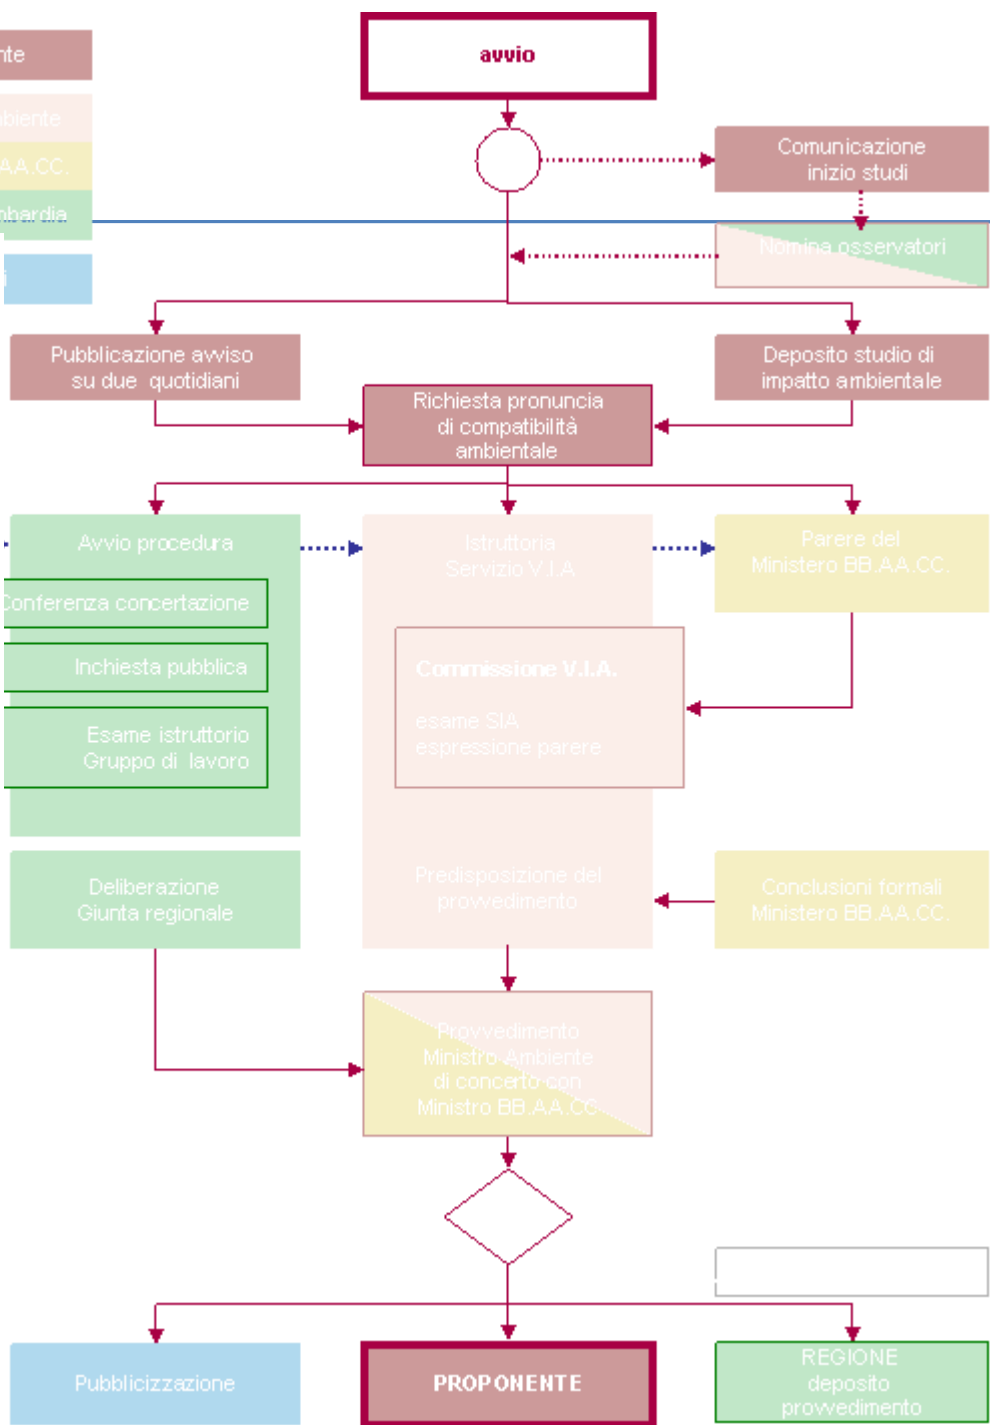 avvio
nte
biente
AA.CC.
mbardia
i
Comunicazione
inizio studi
Nomina osservatori
Pubblicazione avviso
su due quotidiani
Deposito studio di
impatto ambientale
Richiesta pronuncia
di compatibilità
ambientale
Avvio procedura
Conferenza concertazione
Inchiesta pubblica
Esame istruttorio
Gruppo di lavoro
Istruttoria
Servizio V.I.A
Commissione V.I.A.
esame SIA
espressione parere
Parere del
Ministero BB.AA.CC.
Deliberazione
Giunta regionale
Predisposizione del
provvedimento
Conclusioni formali
Ministero BB.AA.CC.
Provvedimento
Ministro Ambiente
di concerto con
Ministro BB.AA.CC
Pubblicizzazione
PROPONENTE
REGIONE
deposito
provvedimento